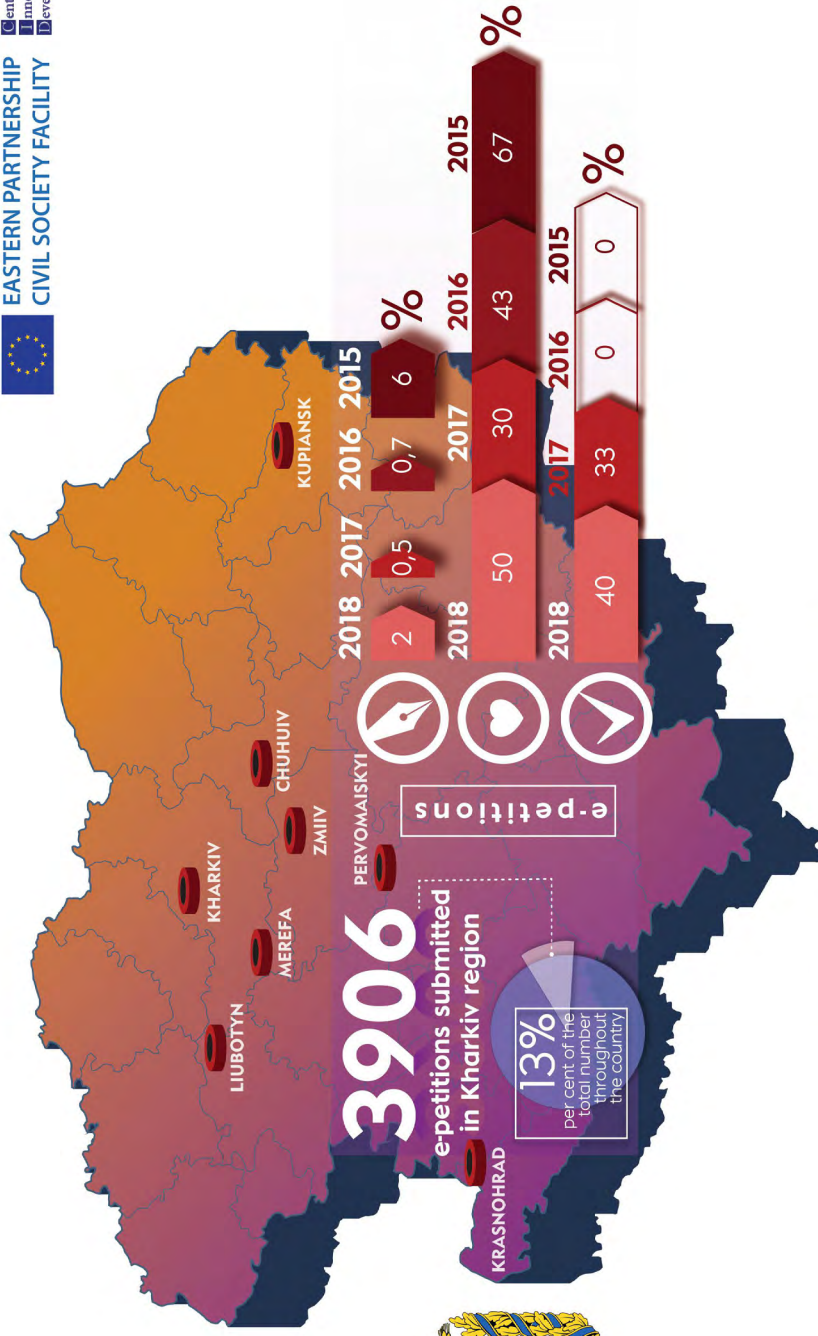 EASTERN PARTNERSHIP
CIVIL SOCIETY FACILITY
KUPIANSK
CHUHUIV
ZMIIV
KHARKIV
MEREFA
LIUBOTYN
PERVOMAISKYI
KRASNOHRAD
3906
e-petitions submitted
in Kharkiv region
13%
per cent of the
total number
throughout
the country
e-petitions
2018 2017 2016 2015
2 0,5 0,7 6 %
2018 2017 2016 2015
50 30 43 67 %
2018 2017 2016 2015
40 33 0 0 %